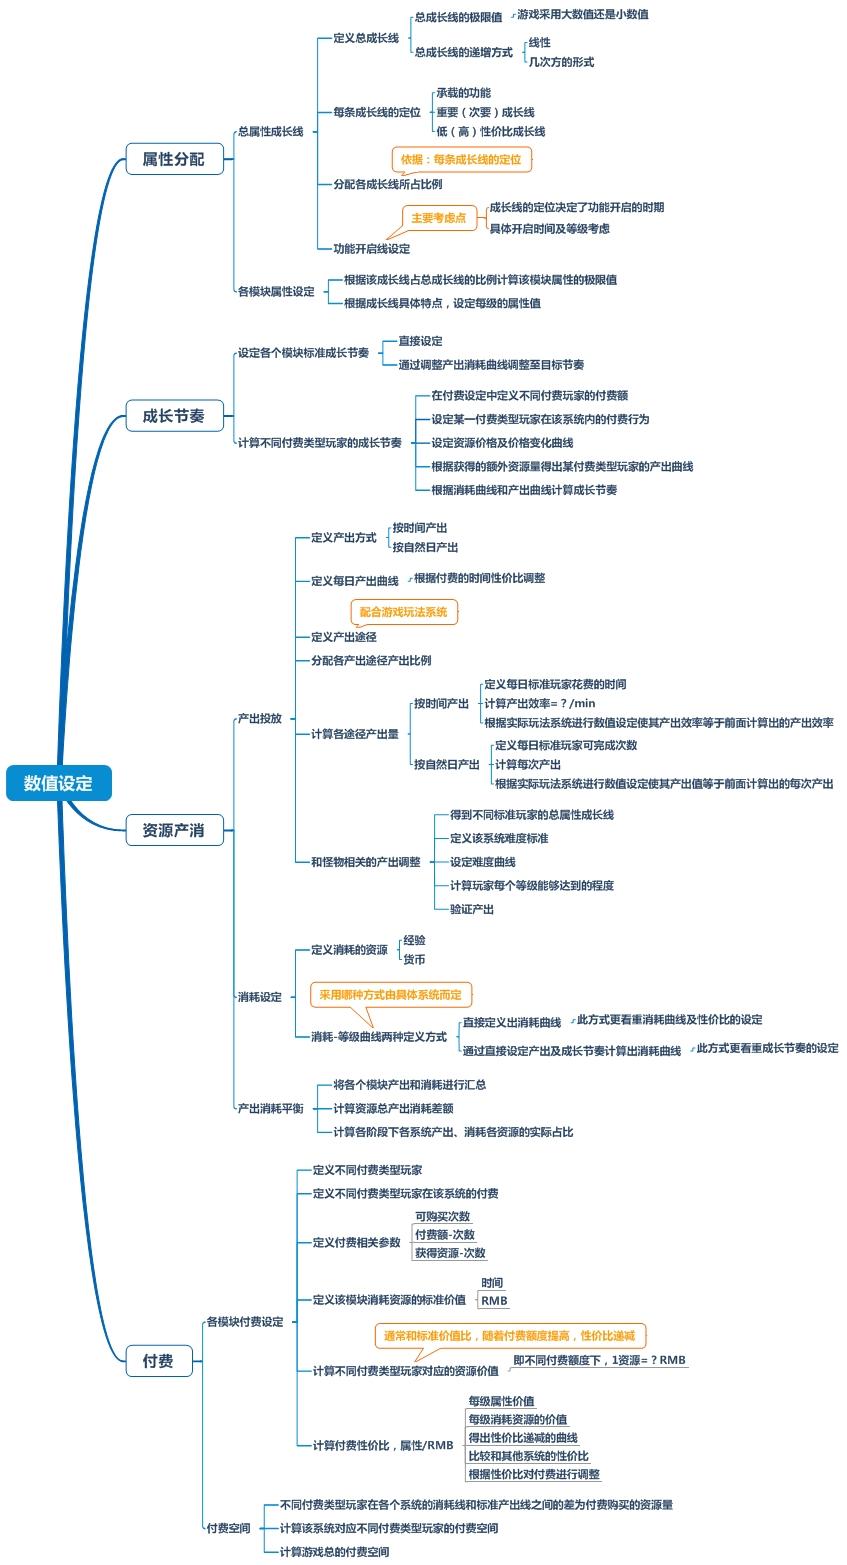 数值设定
属性分配
总属性成长线
定义总成长线
总成长线的极限值
游戏采用大数值还是小数值
总成长线的递增方式
线性
几次方的形式
每条成长线的定位
承载的功能
重要（次要）成长线
低（高）性价比成长线
依据：每条成长线的定位
分配各成长线所占比例
主要考虑点
成长线的定位决定了功能开启的时期
具体开启时间及等级考虑
功能开启线设定
各模块属性设定
根据该成长线占总成长线的比例计算该模块属性的极限值
根据成长线具体特点，设定每级的属性值
成长节奏
设定各个模块标准成长节奏
直接设定
通过调整产出消耗曲线调整至目标节奏
计算不同付费类型玩家的成长节奏
在付费设定中定义不同付费玩家的付费额
设定某一付费类型玩家在该系统内的付费行为
设定资源价格及价格变化曲线
根据获得的额外资源量得出某付费类型玩家的产出曲线
根据消耗曲线和产出曲线计算成长节奏
资源产消
产出投放
定义产出方式
按时间产出
按自然日产出
定义每日产出曲线
根据付费的时间性价比调整
配合游戏玩法系统
定义产出途径
分配各产出途径产出比例
计算各途径产出量
按时间产出
定义每日标准玩家花费的时间
计算产出效率=？/min
根据实际玩法系统进行数值设定使其产出效率等于前面计算出的产出效率
按自然日产出
定义每日标准玩家可完成次数
计算每次产出
根据实际玩法系统进行数值设定使其产出值等于前面计算出的每次产出
和怪物相关的产出调整
得到不同标准玩家的总属性成长线
定义该系统难度标准
设定难度曲线
计算玩家每个等级能够达到的程度
验证产出
消耗设定
定义消耗的资源
经验
货币
采用哪种方式由具体系统而定
消耗-等级曲线两种定义方式
直接定义出消耗曲线
此方式更看重消耗曲线及性价比的设定
通过直接设定产出及成长节奏计算出消耗曲线
此方式更看重成长节奏的设定
产出消耗平衡
将各个模块产出和消耗进行汇总
计算资源总产出消耗差额
计算各阶段下各系统产出、消耗各资源的实际占比
付费
各模块付费设定
定义不同付费类型玩家
定义不同付费类型玩家在该系统的付费
定义付费相关参数
可购买次数
付费额-次数
获得资源-次数
定义该模块消耗资源的标准价值
时间
RMB
通常和标准价值比，随着付费额度提高，性价比递减
计算不同付费类型玩家对应的资源价值
即不同付费额度下，1资源=？RMB
计算付费性价比，属性/RMB
每级属性价值
每级消耗资源的价值
得出性价比递减的曲线
比较和其他系统的性价比
根据性价比对付费进行调整
付费空间
不同付费类型玩家在各个系统的消耗线和标准产出线之间的差为付费购买的资源量
计算该系统对应不同付费类型玩家的付费空间
计算游戏总的付费空间